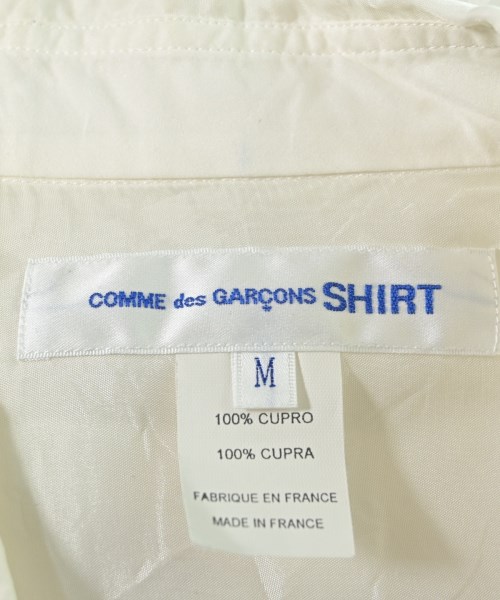 COMME des GARÇONS SHIRT
M
100% CUPRO
100% CUPRA
FABRIQUE EN FRANCE
MADE IN FRANCE